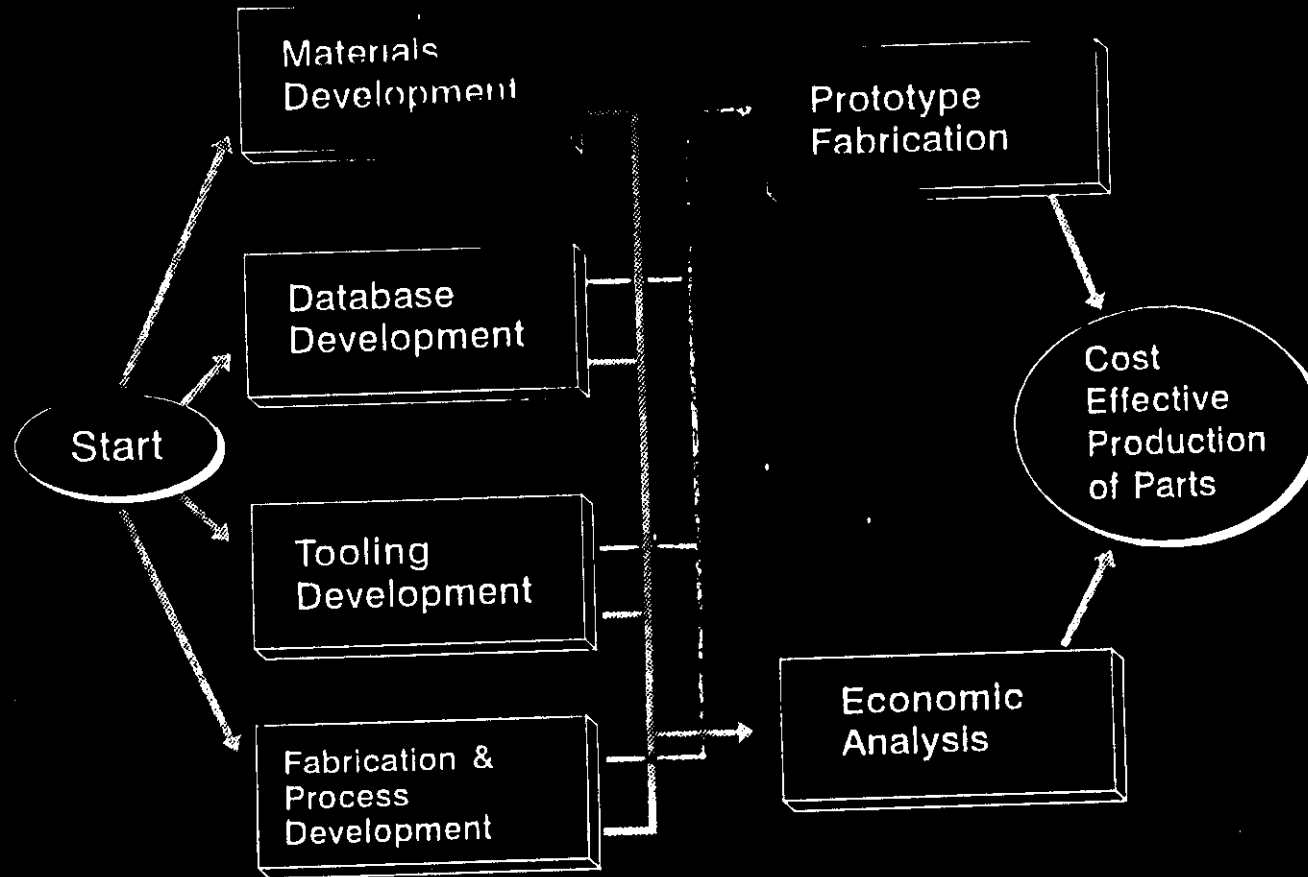 Materials
Development
Database
Development
Start
Tooling
Development
Fabrication &
Process
Development
Prototype
Fabrication
Cost
Effective
Production
of Parts
Economic
Analysis